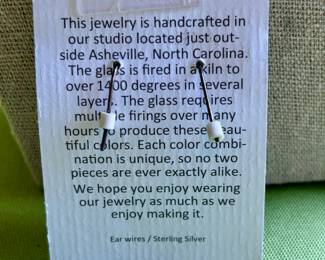 This jewelry is handcrafted in
our studio located just out-
side Asheville, North Carolina.
The glass is fired in a kiln to
over 1400 degrees in several
layers. The glass requires
multiple firings over many
hours to produce these beau-
tiful colors. Each color combi-
nation is unique, so no two
pieces are ever exactly alike.
We hope you enjoy wearing
our jewelry as much as we
enjoy making it.
Ear wires / Sterling Silver